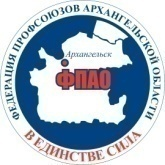 ФЕДЕРАЦИЯ ПРОФСОЮЗОВ АРХАНГЕЛЬСКОЙ ОБЛАСТИ
Архангельск
ФПАО
В ЕДИНСТВЕ СИЛА